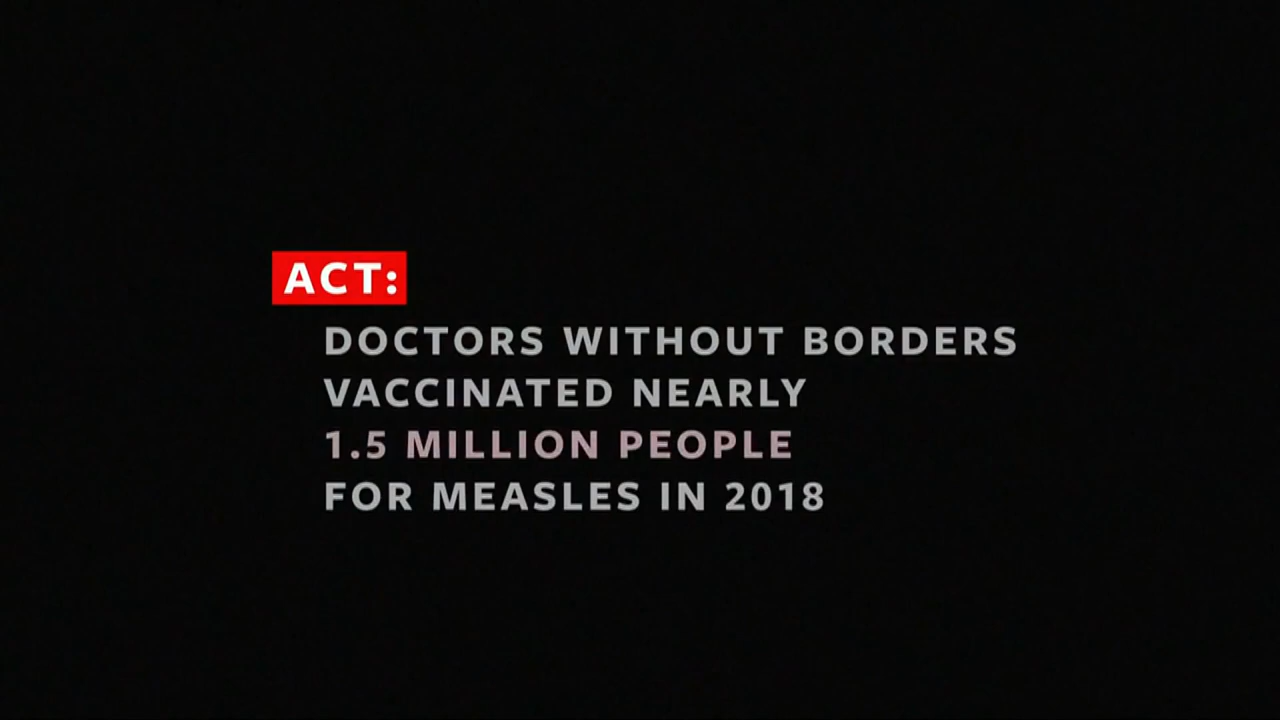 ACT:
DOCTORS WITHOUT BORDERS
VACCINATED NEARLY
1.5 MILLION PEOPLE
FOR MEASLES IN 2018